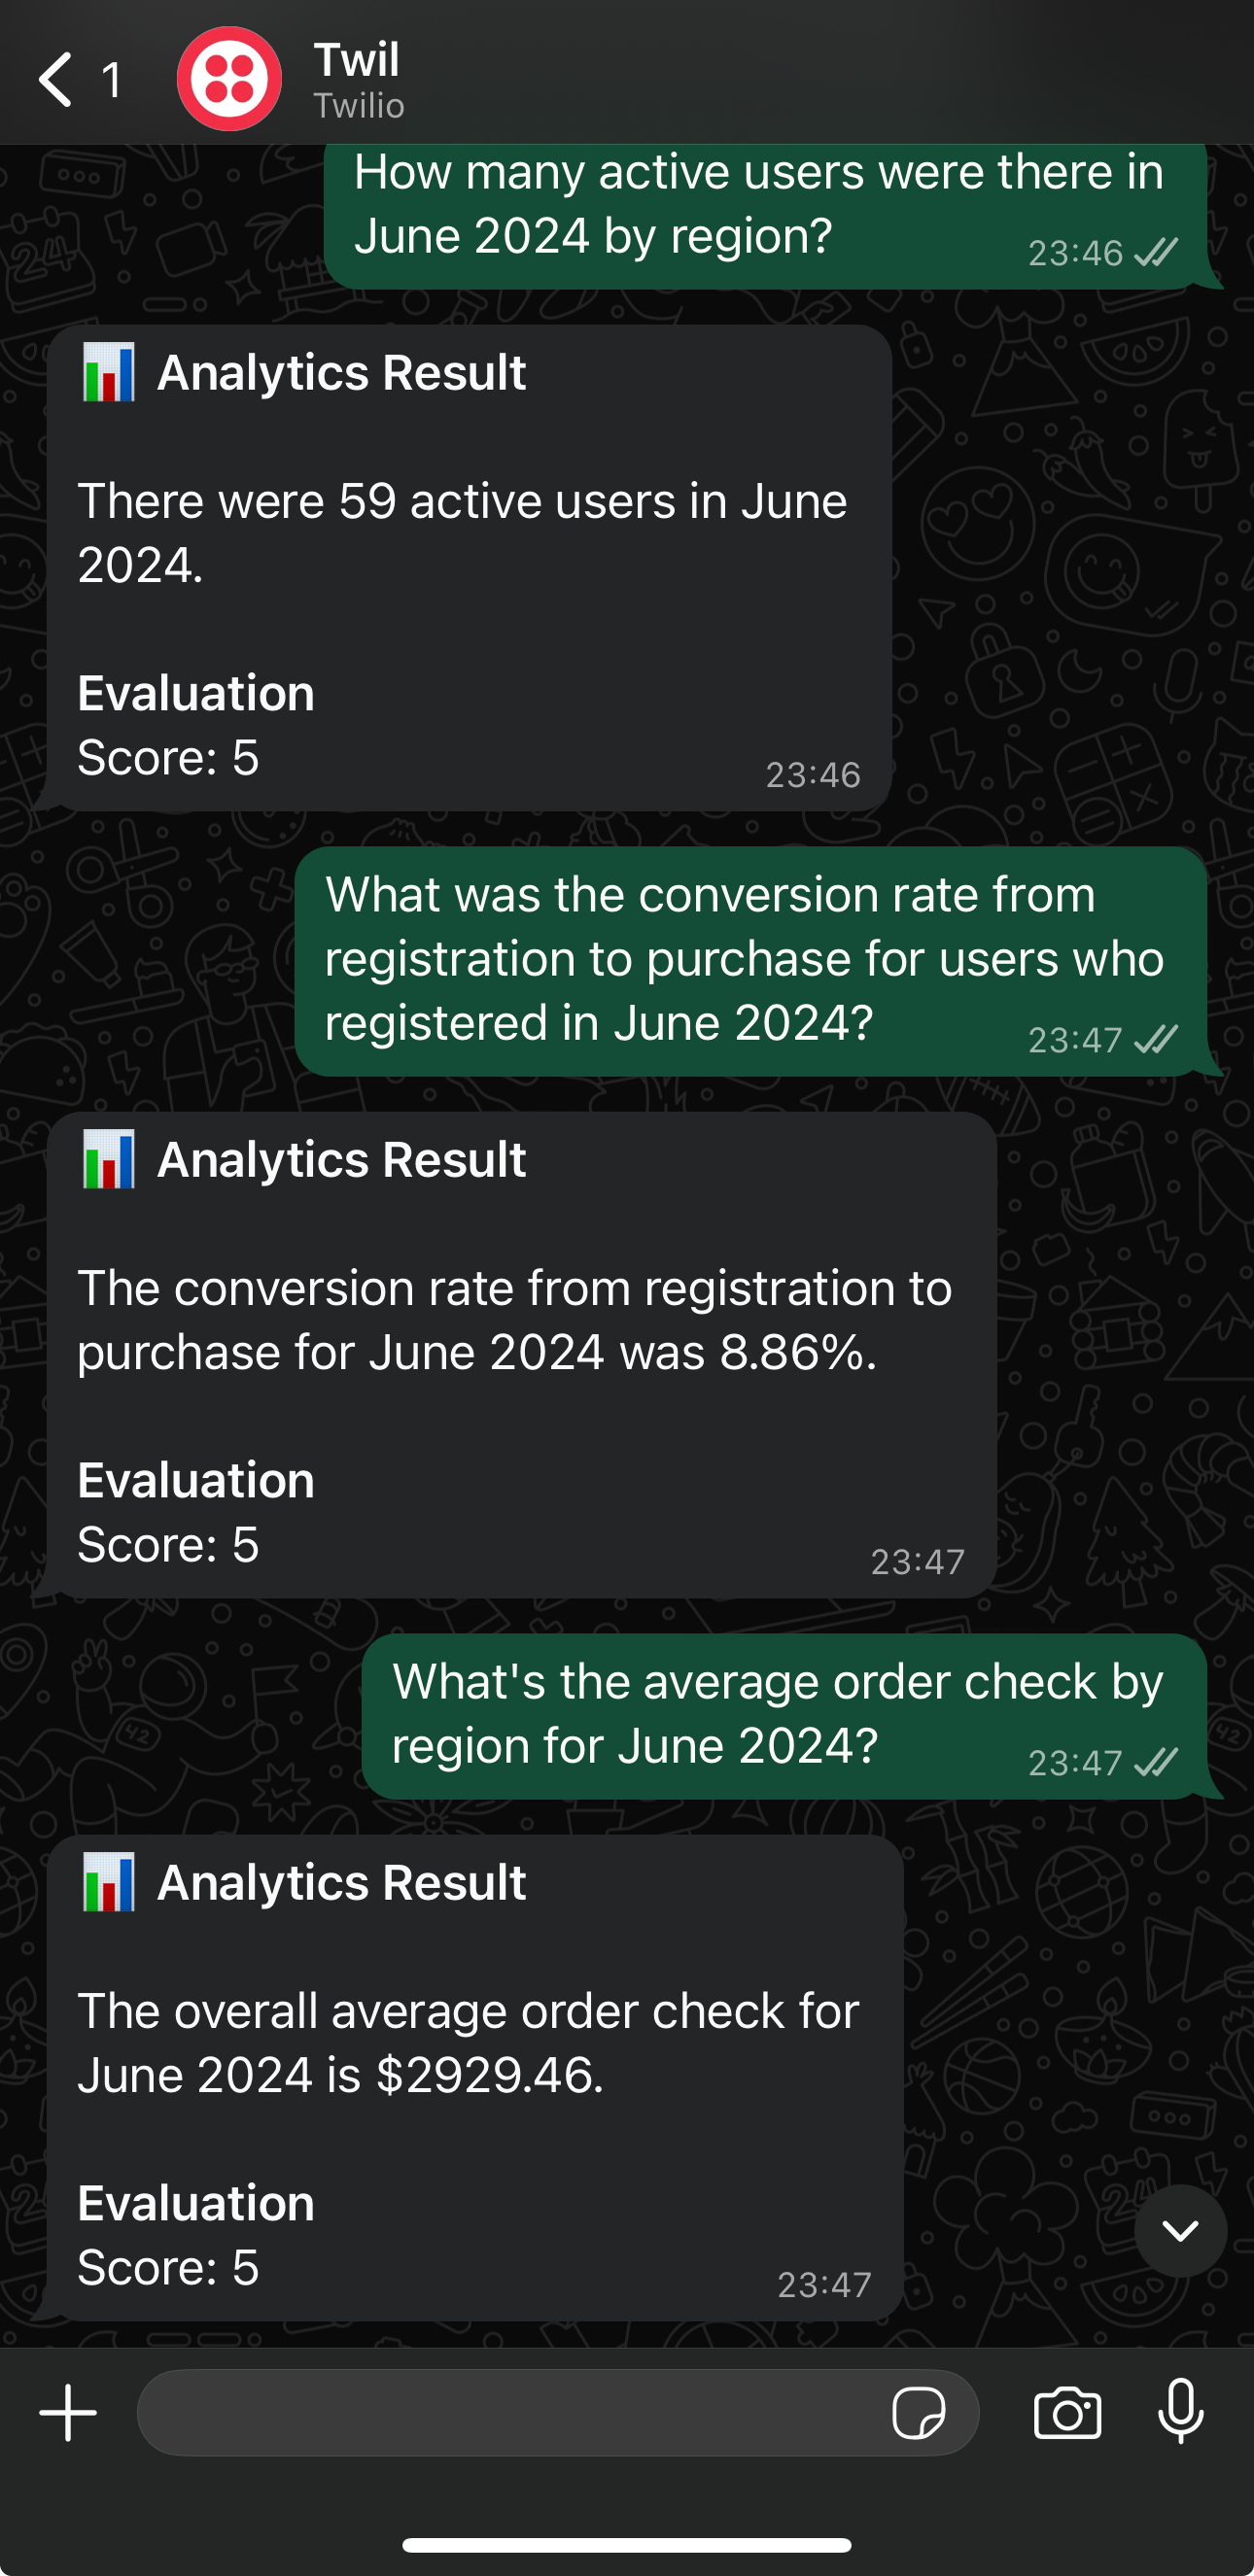 1
Twil
Twilio
How many active users were there in
June 2024 by region?
23:46
Analytics Result
There were 59 active users in June
2024.
Evaluation
Score: 5
23:46
What was the conversion rate from
registration to purchase for users who
registered in June 2024?
23:47
Analytics Result
The conversion rate from registration to
purchase for June 2024 was 8.86%.
Evaluation
Score: 5
23:47
What's the average order check by
region for June 2024?
23:47
Analytics Result
The overall average order check for
June 2024 is $2929.46.
Evaluation
Score: 5
23:47